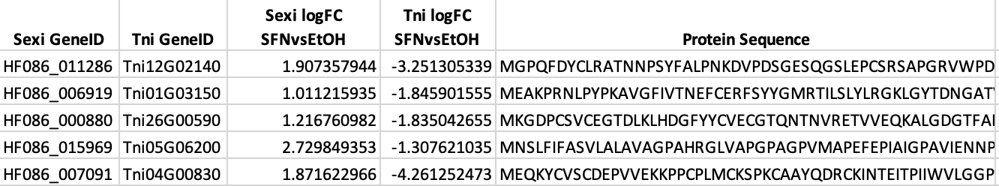 Sexi GeneID Tni GeneID Sexi logFC SFNvsEtOH Tni logFC SFNvsEtOH Protein Sequence
HF086_011286 Tni12G02140 1.907357944 -3.251305339 MGPQFDYCLRATNNPSYFALPNKDVPDSGESQGSLEPCSRSAPGRVWPD
HF086_006919 Tni01G03150 1.011215935 -1.845901555 MEAKPRNLPYPKAVGFIVTNEFCERFSYYGMRTILSLYLRGKLGYTDNGAT
HF086_000880 Tni26G00590 1.216760982 -1.835042655 MKGDPCSVCEGTDLKLHDGFYYCVECGTQNTNVRETVVEQKALGDGTFA
HF086_015969 Tni05G06200 2.729849353 -1.307621035 MNSLFIFASVLALAVAGPAHRGLVAPGPAGPVMAPEFEPIAIGPAVIENNP
HF086_007091 Tni04G00830 1.871622966 -4.261252473 MEQKYCVSCDEPVVEKKPPCPLMCKSPKCAAYQDRCKINTEITPIIWVLGGP